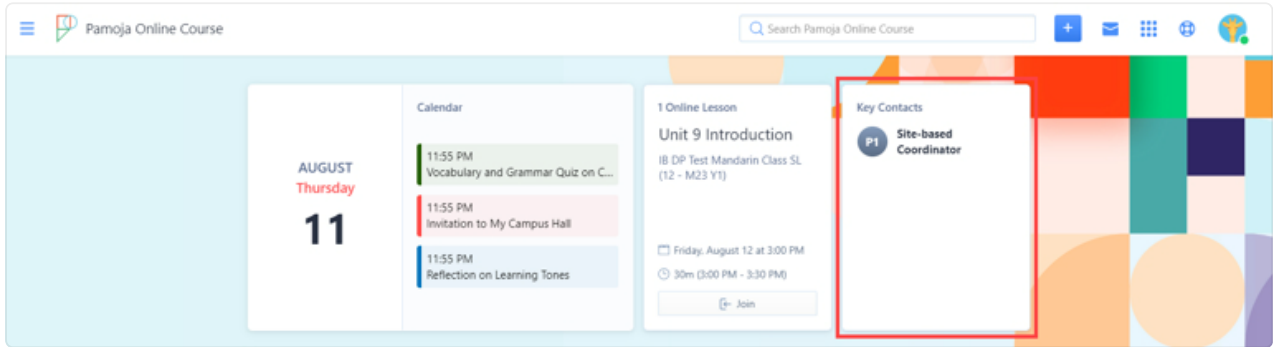 Pamoja Online Course
Search Pamoja Online Course
AUGUST
Thursday
11
Calendar
11:55 PM
Vocabulary and Grammar Quiz on C...
11:55 PM
Invitation to My Campus Hall
11:55 PM
Reflection on Learning Tones
1 Online Lesson
Unit 9 Introduction
IB DP Test Mandarin Class SL
(12 - M23 Y1)
Friday, August 12 at 3:00 PM
30m (3:00 PM - 3:30 PM)
Join
Key Contacts
P1
Site-based
Coordinator